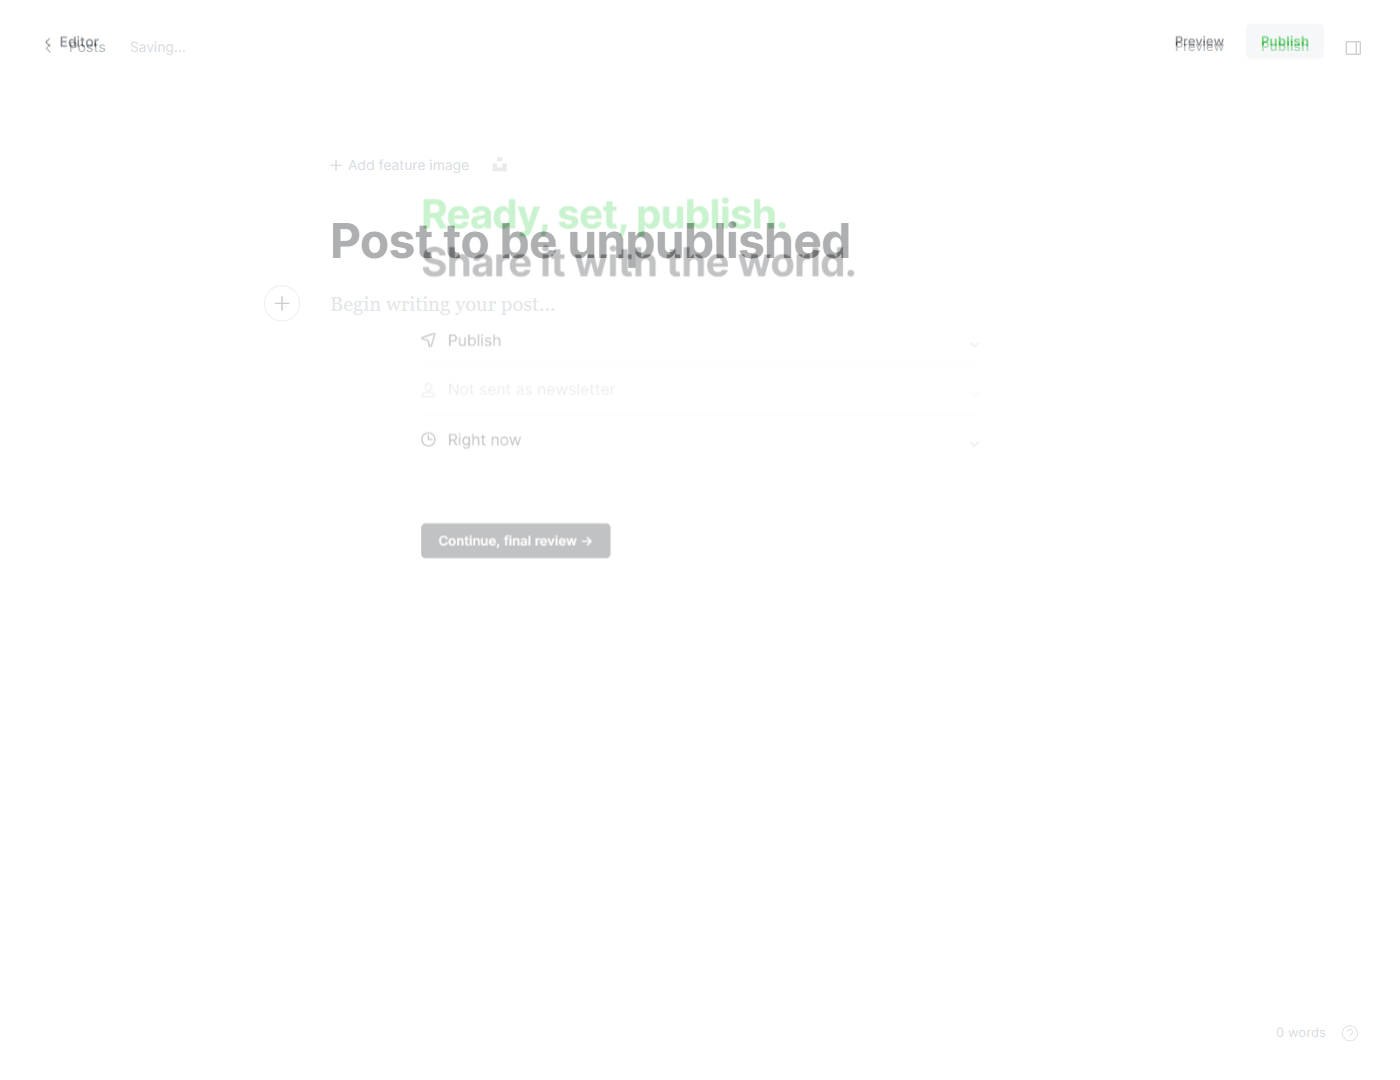 Editor
Posts
Saving...
Preview
Publish
Preview
Publish
Add feature image
Ready, set, publish.
Post to be unpublished
Share it with the world.
Begin writing your post...
Publish
Not sent as newsletter
Right now
Continue, final review →
0 words